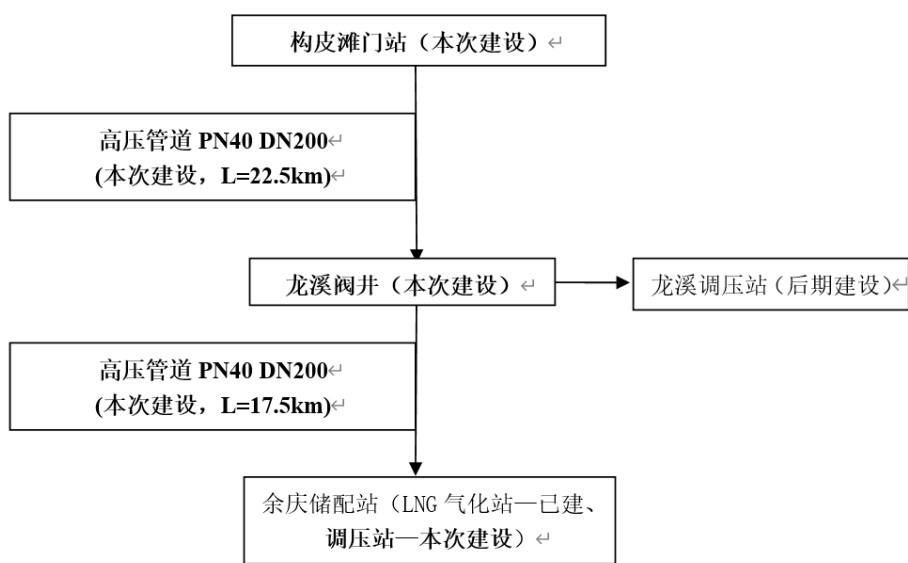 构皮滩门站（本次建设）↵
高压管道 PN40 DN200↵
(本次建设，L=22.5km)↵
龙溪阀井（本次建设）↵
龙溪调压站（后期建设）↵
高压管道 PN40 DN200↵
(本次建设，L=17.5km)↵
余庆储配站（LNG 气化站—已建、
调压站—本次建设）↵